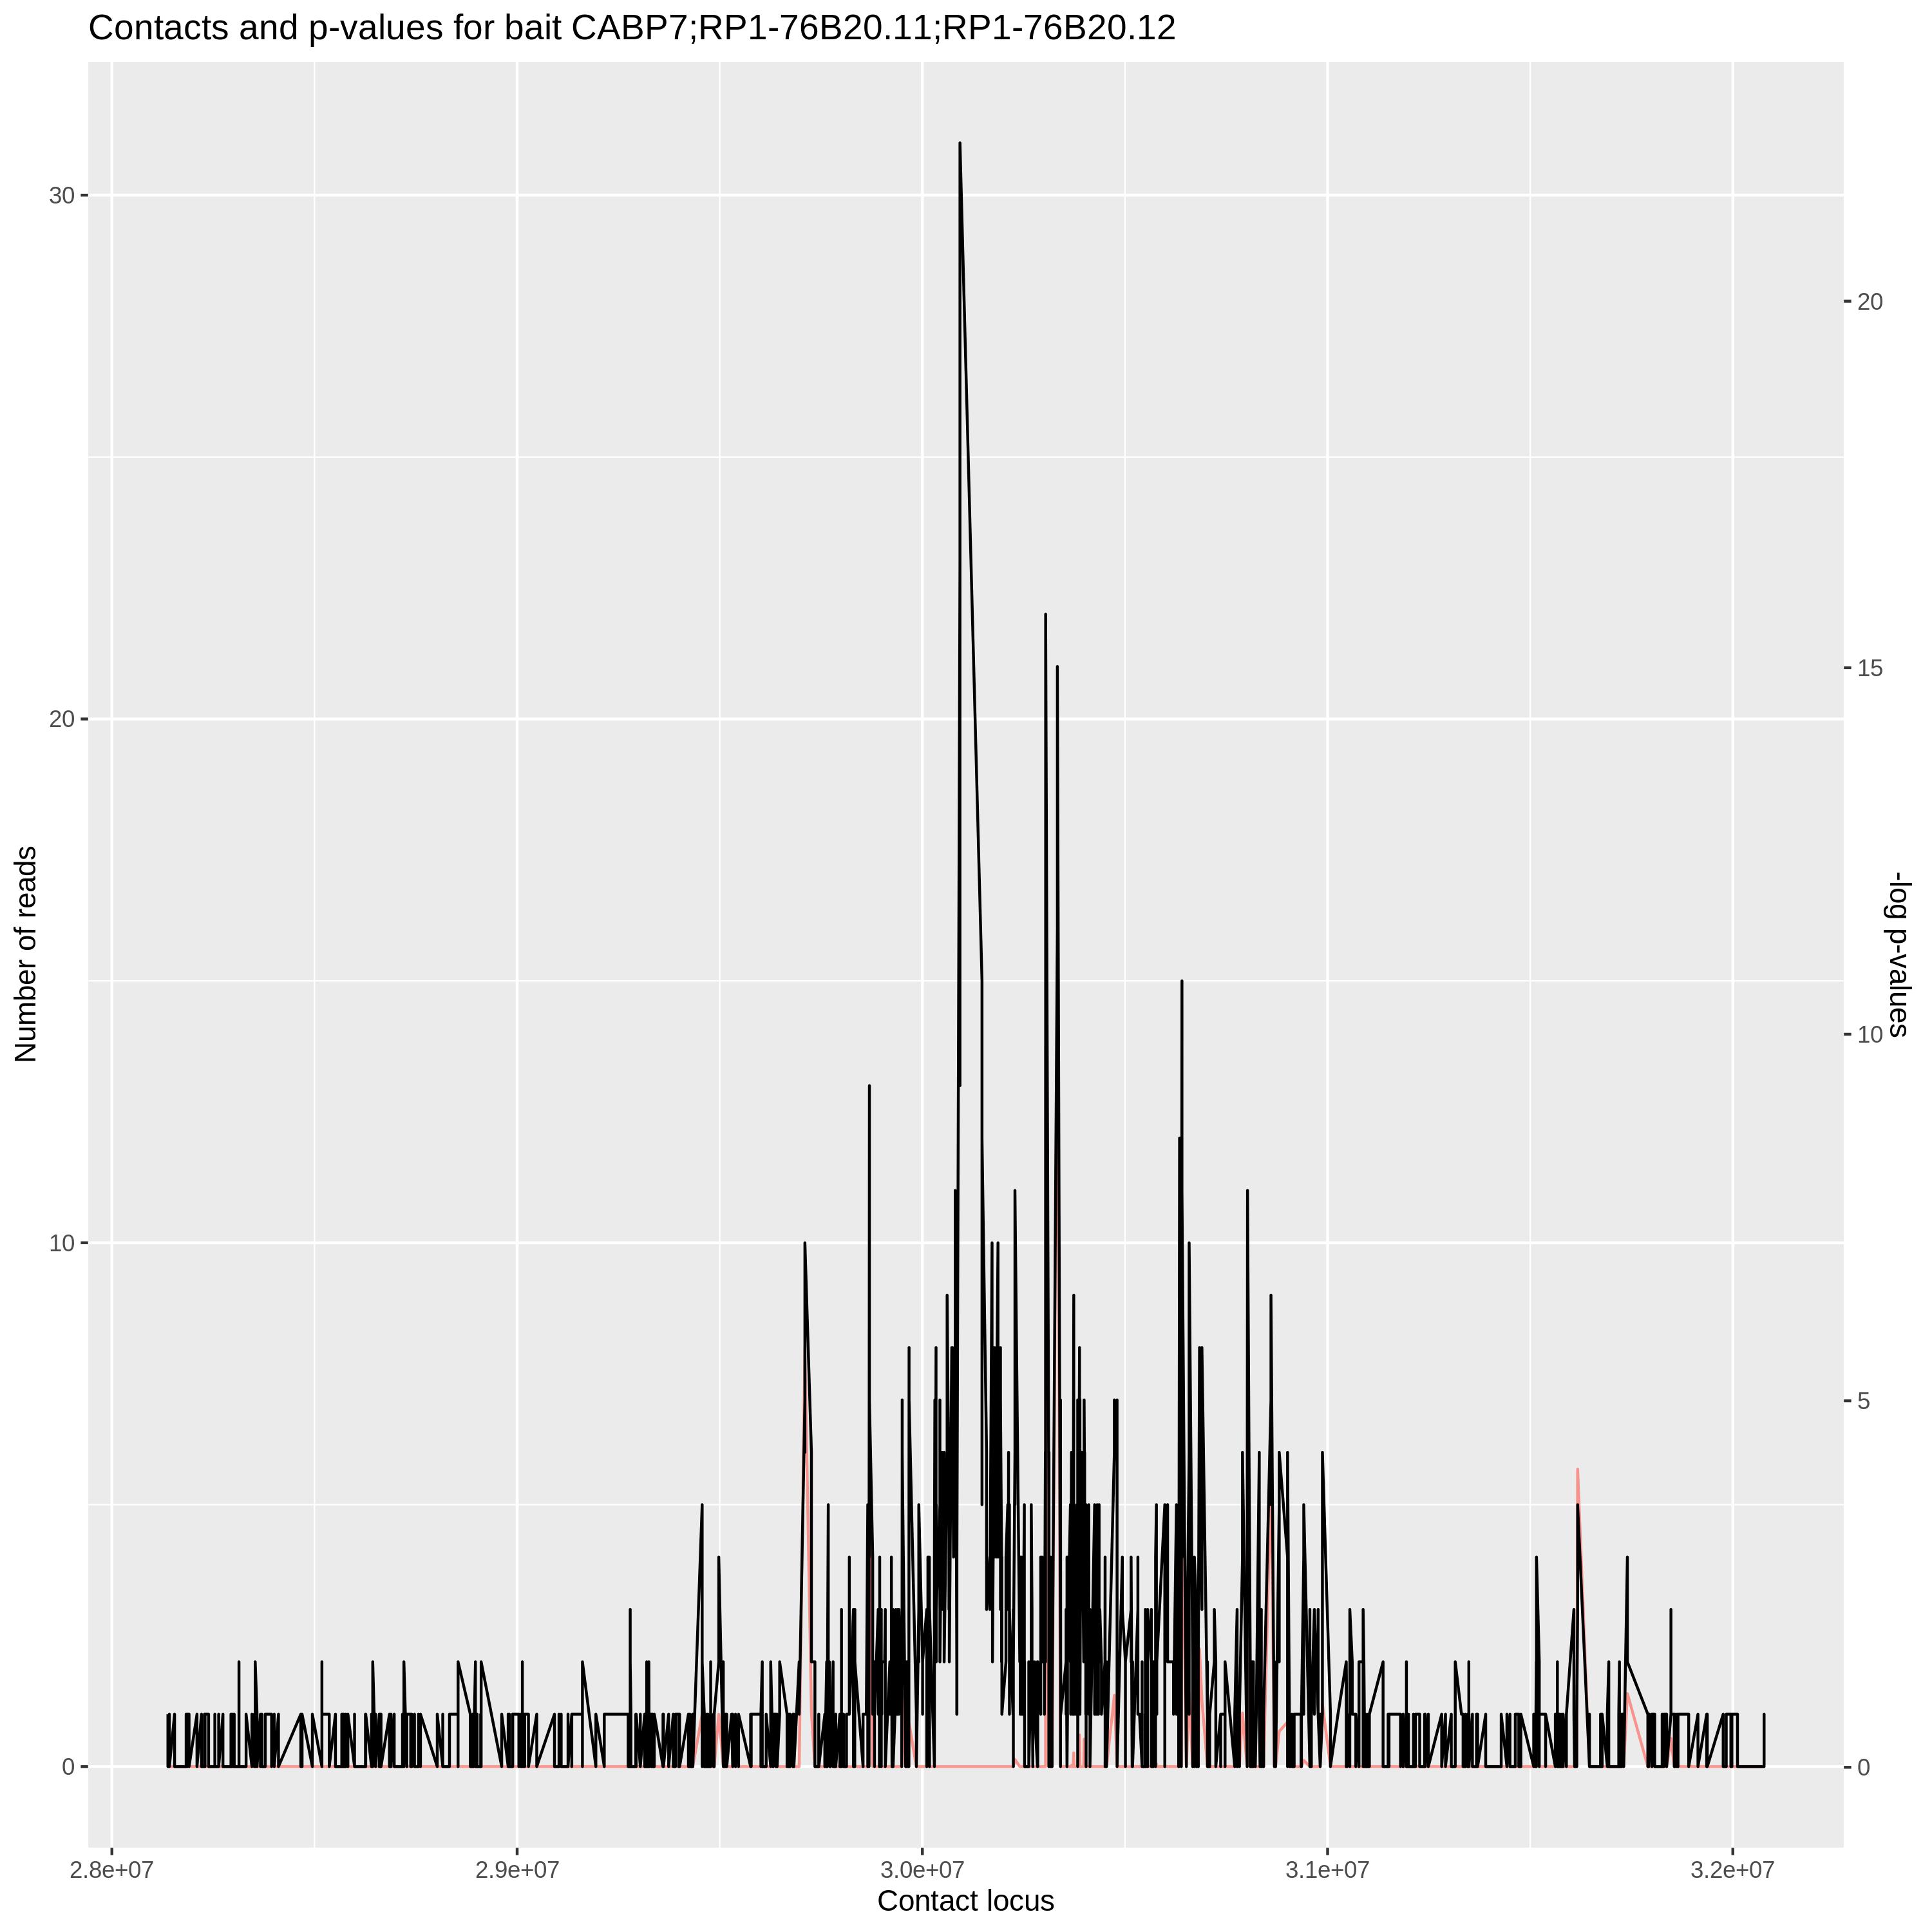 Contacts and p-values for bait CABP7;RP1-76B20.11;RP1-76B20.12
30
20
10
0
Number of reads
20
15
10
5
0
-log p-values
2.8e+07 2.9e+07 3.0e+07 3.1e+07 3.2e+07
Contact locus